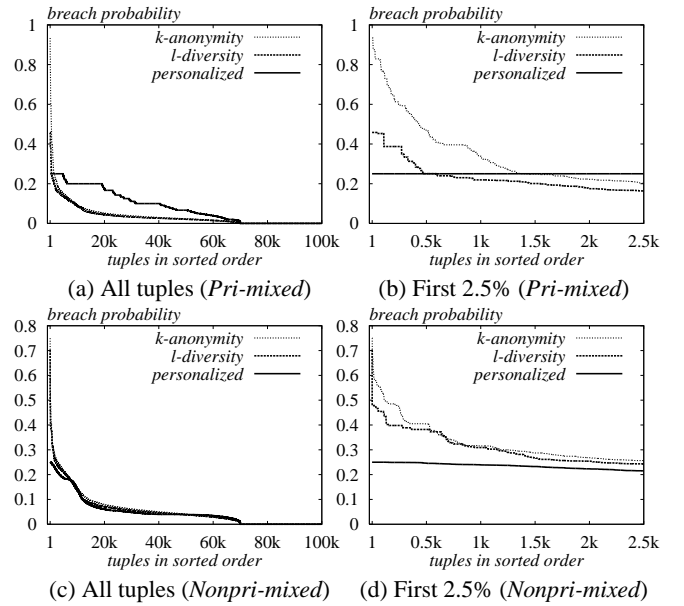 breach probability
k-anonymity
l-diversity
personalized
1
0.8
0.6
0.4
0.2
0
1 20k 40k 60k 80k 100k
tuples in sorted order
(a) All tuples (Pri-mixed)
breach probability
k-anonymity
l-diversity
personalized
1
0.8
0.6
0.4
0.2
0
1 0.5k 1k 1.5k 2k 2.5k
tuples in sorted order
(b) First 2.5% (Pri-mixed)
breach probability
k-anonymity
l-diversity
personalized
0.8
0.7
0.6
0.5
0.4
0.3
0.2
0.1
0
1 20k 40k 60k 80k 100k
tuples in sorted order
(c) All tuples (Nonpri-mixed)
breach probability
k-anonymity
l-diversity
personalized
0.8
0.7
0.6
0.5
0.4
0.3
0.2
0.1
0
1 0.5k 1k 1.5k 2k 2.5k
tuples in sorted order
(d) First 2.5% (Nonpri-mixed)